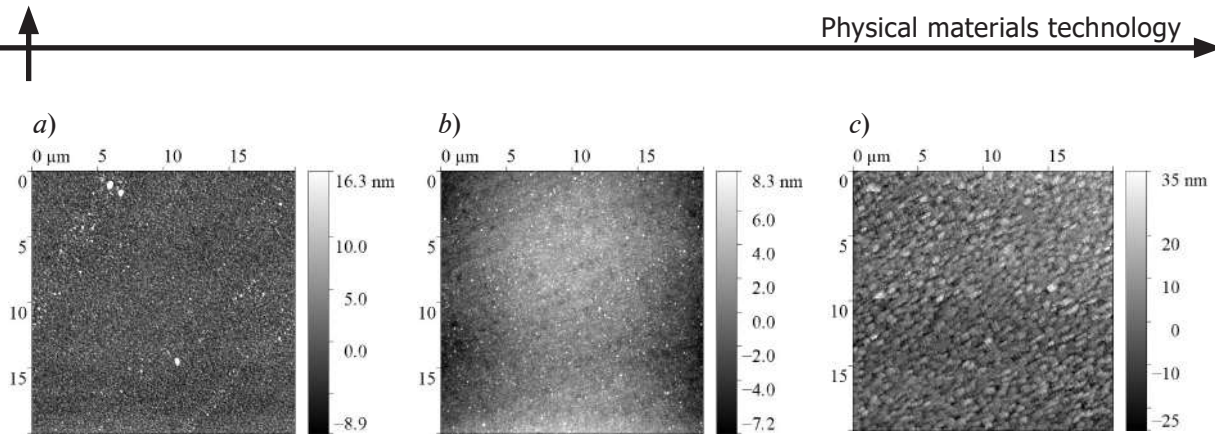 Physical materials technology
a) b) c)
0 µm 5 10 15 0 µm 5 10 15 0 µm 5 10 15
0 16.3 nm 0 8.3 nm 0 35 nm
6.0
5 10.0 5 4.0 5 20
5.0 2.0 10
10 10 0.0 10 0
0.0 −2.0
15 15 −4.0 15 −10
−8.9 −7.2 −25